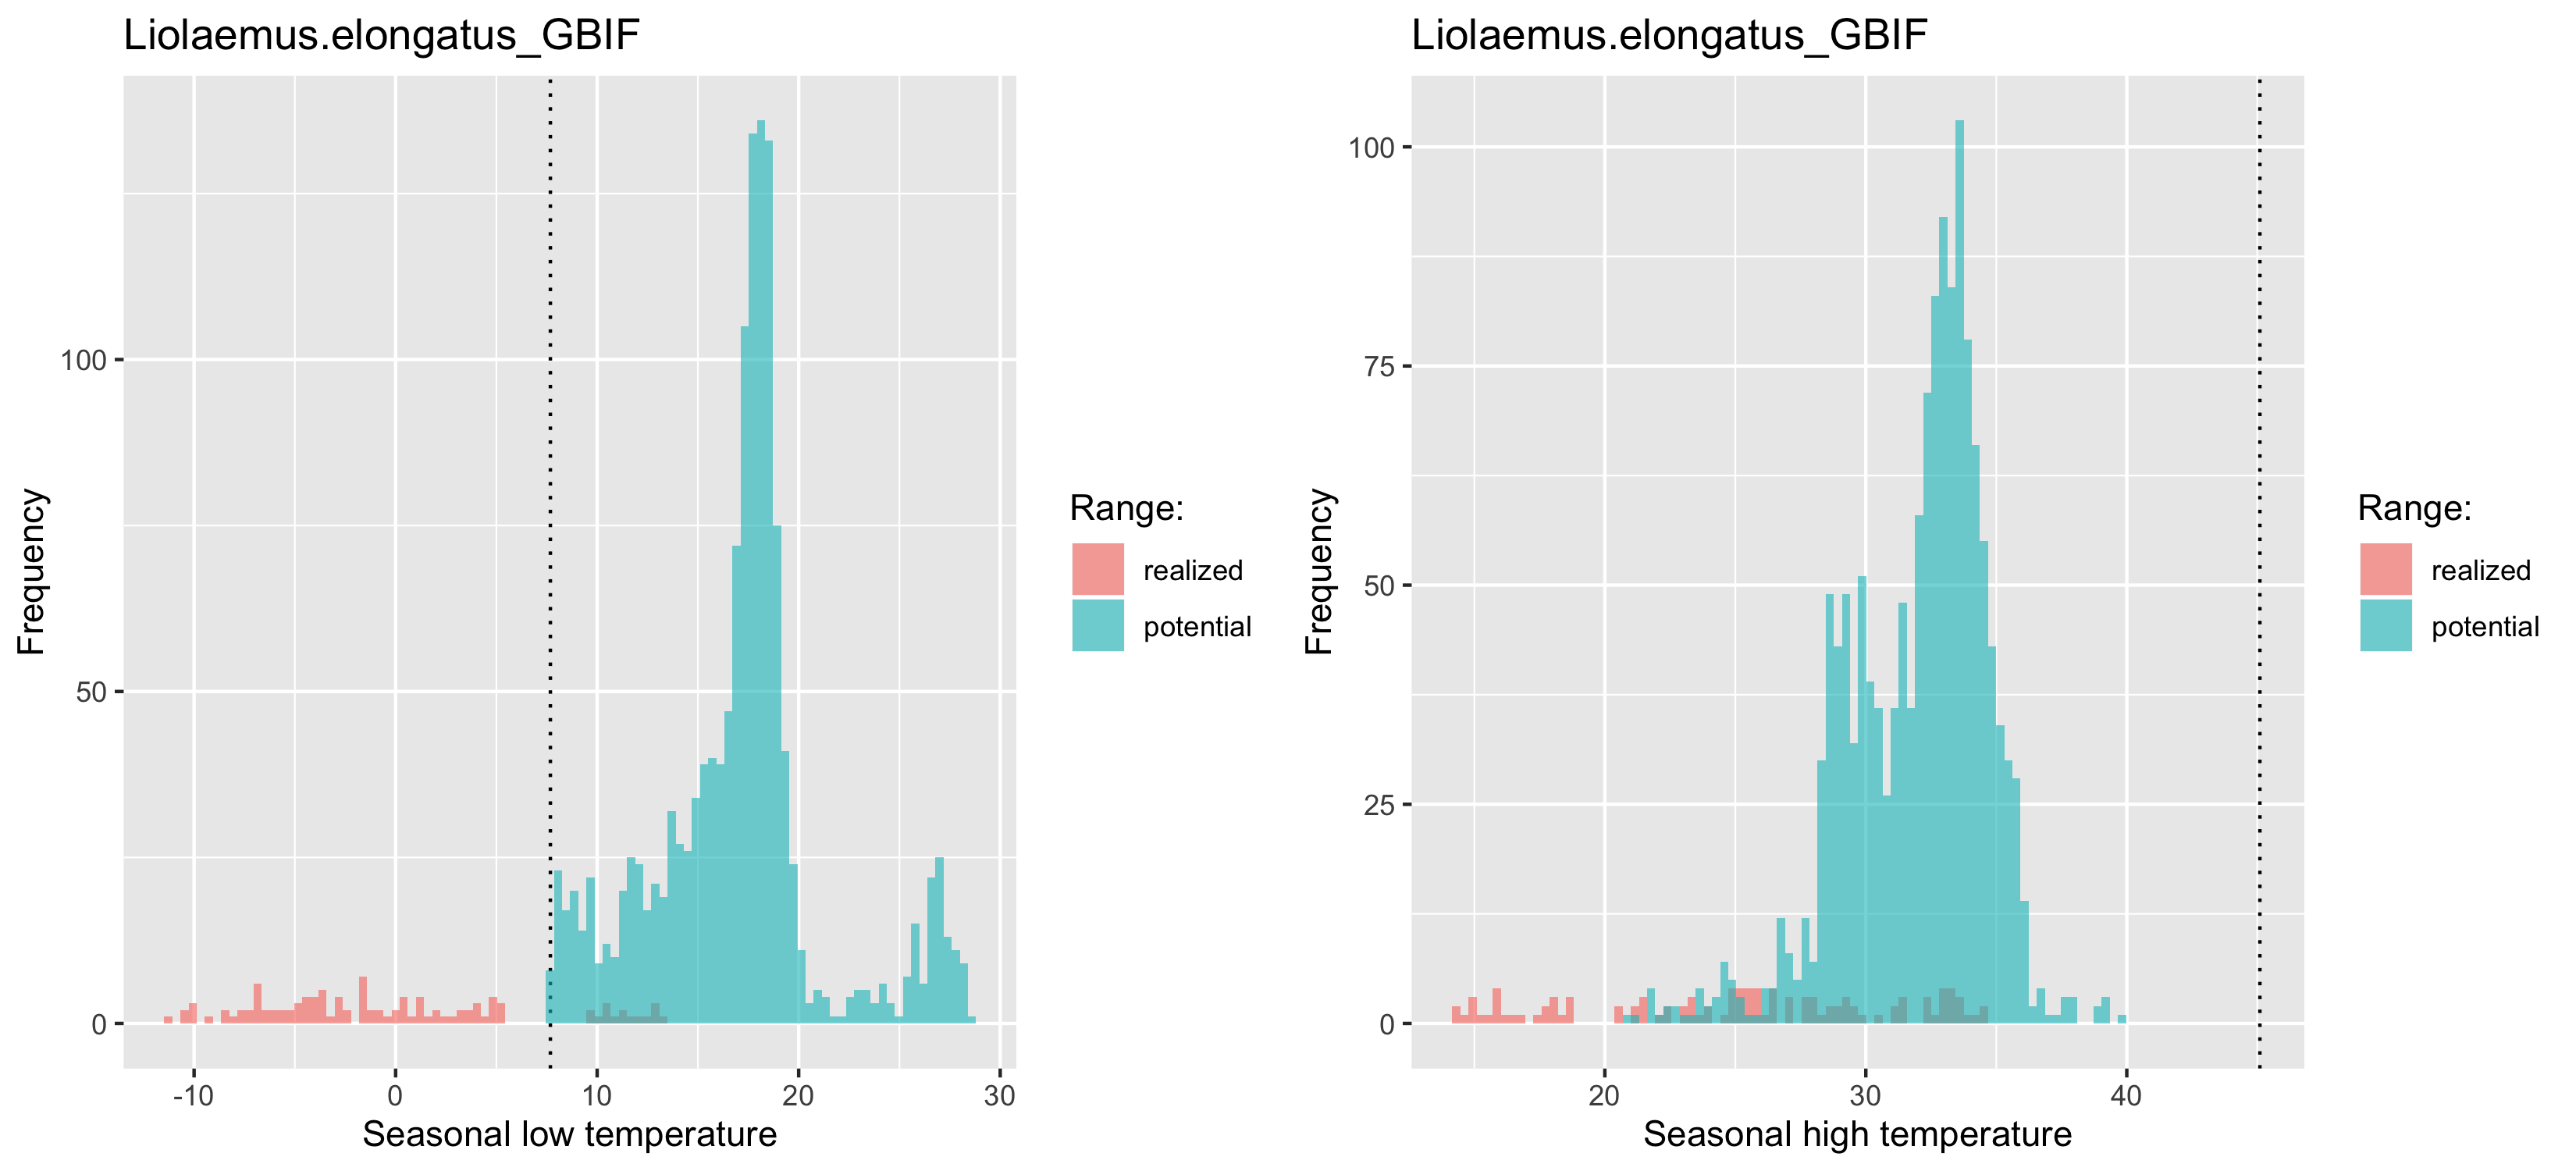 Liolaemus.elongatus_GBIF
Frequency
100
50
0
-10 0 10 20 30
Seasonal low temperature
Range:
realized
potential
Liolaemus.elongatus_GBIF
Frequency
100
75
50
25
0
20 30 40
Seasonal high temperature
Range:
realized
potential